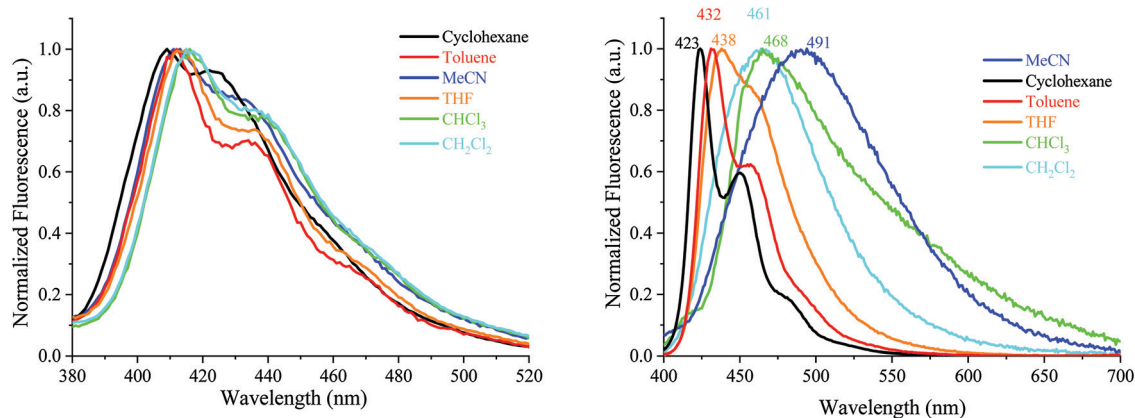 Normalized Fluorescence (a.u.)
1.0
0.8
0.6
0.4
0.2
0.0
380 400 420 440 460 480 500 520
Wavelength (nm)
Cyclohexane
Toluene
MeCN
THF
CHCl₃
CH₂Cl₂
Normalized Fluorescence (a.u.)
1.0
0.8
0.6
0.4
0.2
0.0
400 450 500 550 600 650 700
Wavelength (nm)
432 461
423 438 468 491
MeCN
Cyclohexane
Toluene
THF
CHCl₃
CH₂Cl₂